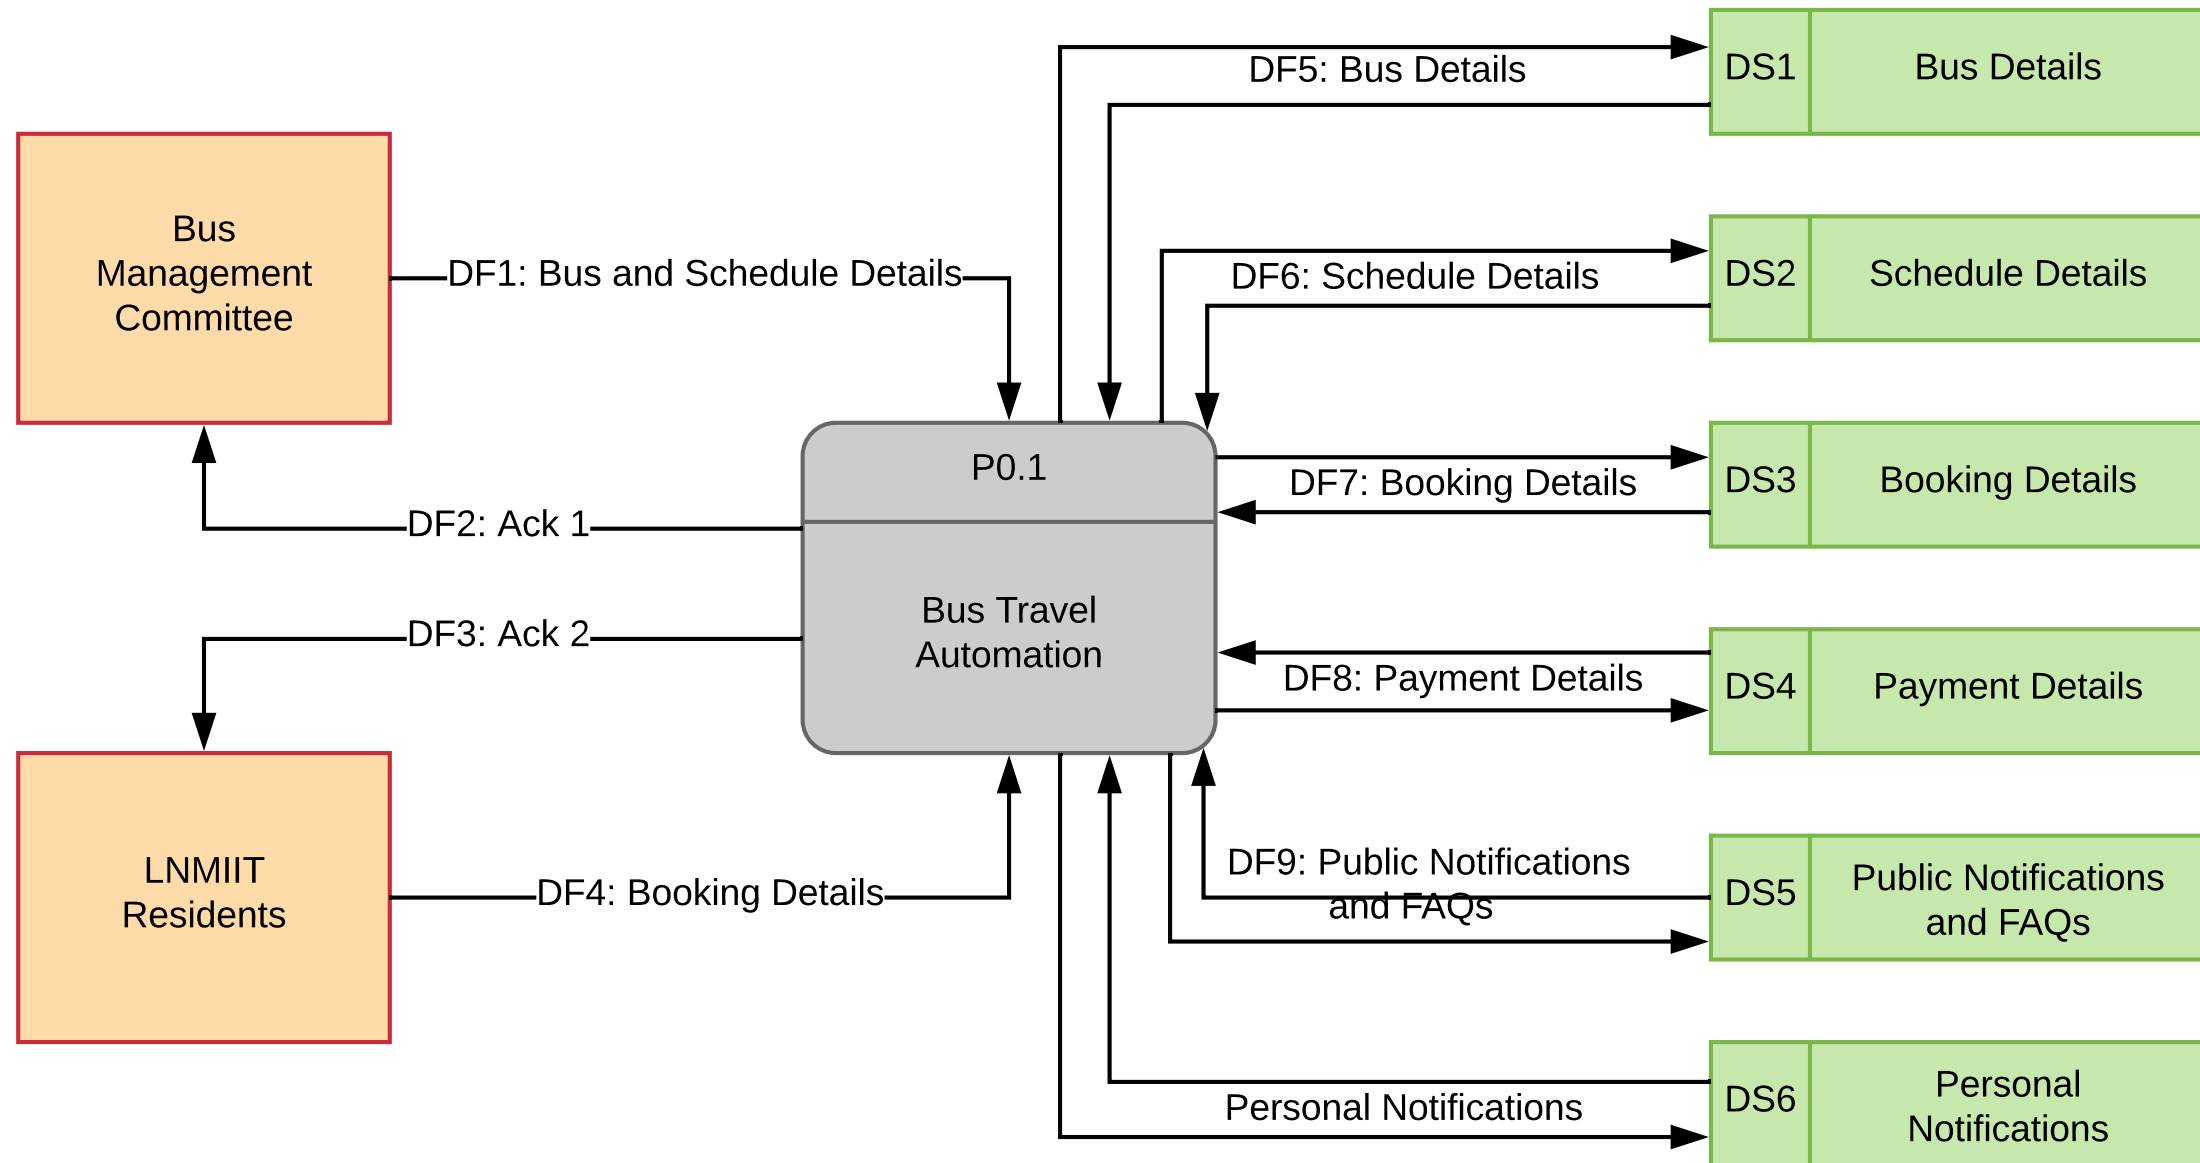 DF5: Bus Details
DS1
Bus Details
Bus
Management
Committee
DF1: Bus and Schedule Details
DF6: Schedule Details
DS2
Schedule Details
P0.1
DF7: Booking Details
DS3
Booking Details
DF2: Ack 1
Bus Travel
Automation
DF3: Ack 2
DF8: Payment Details
DS4
Payment Details
LNMIIT
Residents
DF4: Booking Details
DF9: Public Notifications
and FAQs
DS5
Public Notifications
and FAQs
Personal Notifications
DS6
Personal
Notifications